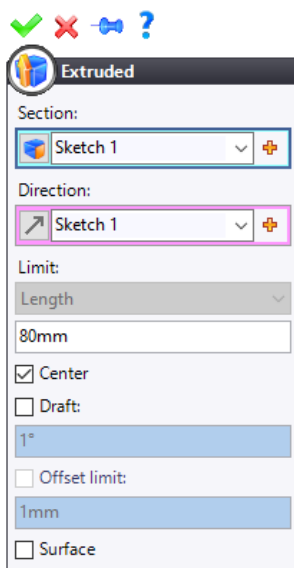 ?
Extruded
Section:
Sketch 1
Direction:
Sketch 1
Limit:
Length
80mm
Center
Draft:
1°
Offset limit:
1mm
Surface